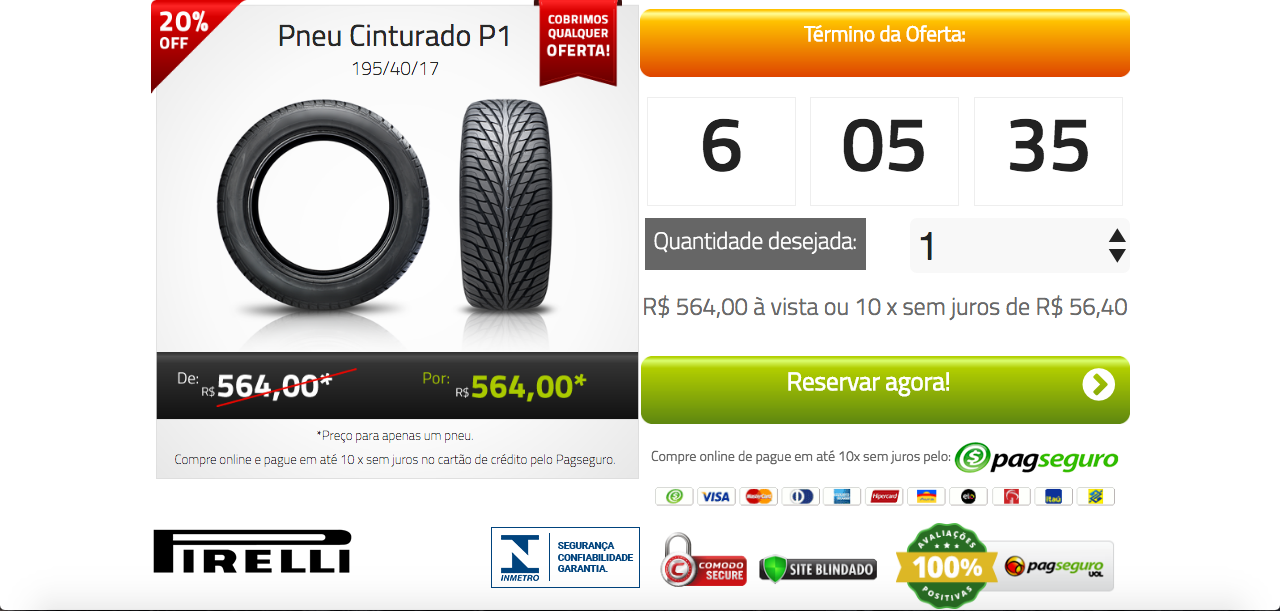 20%
OFF
Pneu Cinturado P1
195/40/17
COBRIMOS
QUALQUER
OFERTA!
De: R$ 564,00*
Por: R$ 564,00*
*Preço para apenas um pneu.
Compre online e pague em até 10 x sem juros no cartão de crédito pelo Pagseguro.
Término da Oferta:
6 05 35
Quantidade desejada: 1
R$ 564,00 à vista ou 10 x sem juros de R$ 56,40
Reservar agora!
Compre online de pague em até 10x sem juros pelo: pagseguro
VISA MasterCard Hipercard elo Itaú
PIRELLI
INMETRO
SEGURANÇA
CONFIABILIDADE
GARANTIA.
COMODO
SECURE
SITE BLINDADO
AVALIAÇÕES
100%
POSITIVAS
pagseguro
UOL